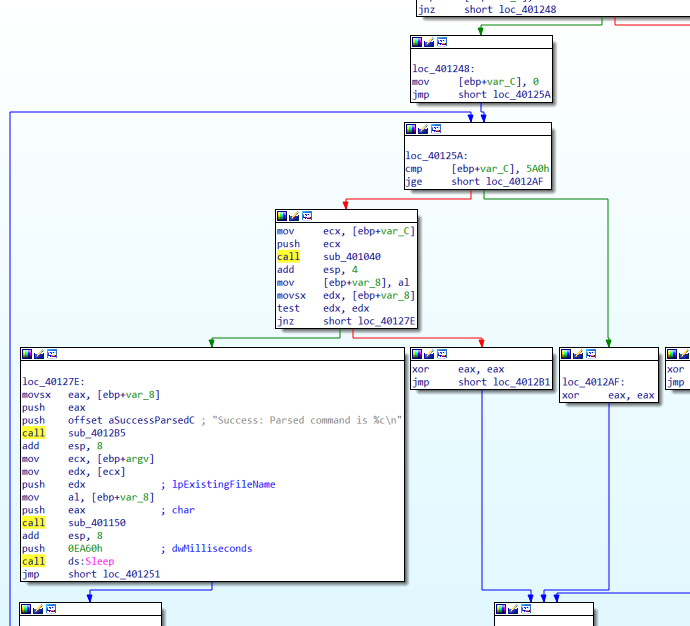 jnz short loc_401248
loc_401248:
mov [ebp+var_C], 0
jmp short loc_40125A
loc_40125A:
cmp [ebp+var_C], 5A0h
jge short loc_4012AF
mov ecx, [ebp+var_C]
push ecx
call sub_401040
add esp, 4
mov [ebp+var_8], al
movsx edx, [ebp+var_8]
test edx, edx
jnz short loc_40127E
loc_40127E:
movsx eax, [ebp+var_8]
push eax
push offset aSuccessParsedC ; "Success: Parsed command is %c\n"
call sub_4012B5
add esp, 8
mov ecx, [ebp+argv]
mov edx, [ecx]
push edx ; lpExistingFileName
mov al, [ebp+var_8]
push eax ; char
call sub_401150
add esp, 8
push 0EA60h ; dwMilliseconds
call ds:Sleep
jmp short loc_401251
xor eax, eax
jmp short loc_4012B1
loc_4012AF:
xor eax, eax
xor
jmp